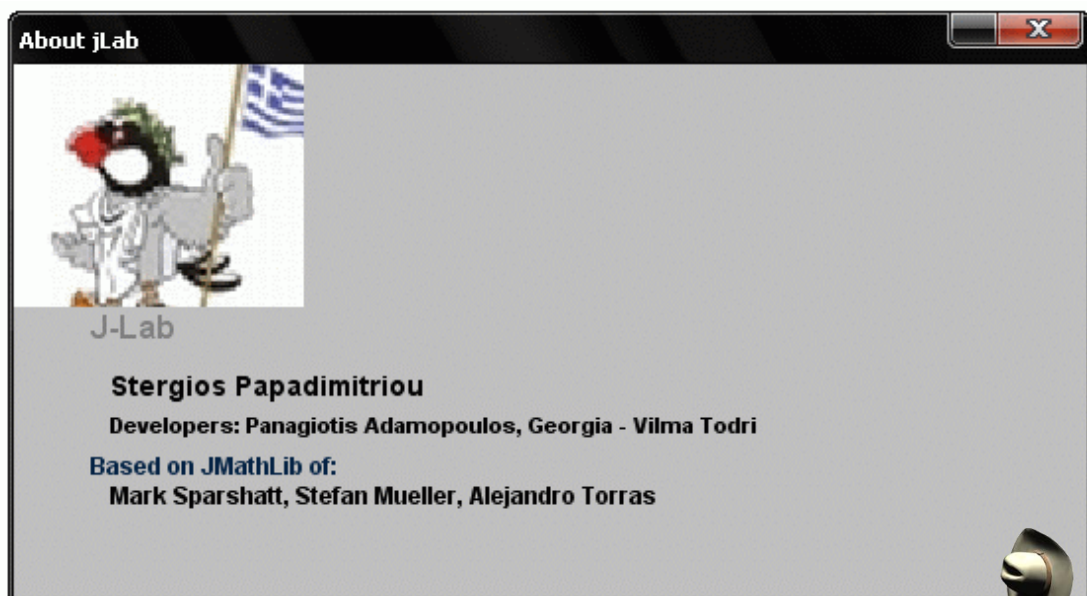 About jLab
J-Lab
Stergios Papadimitriou
Developers: Panagiotis Adamopoulos, Georgia - Vilma Todri
Based on JMathLib of:
Mark Sparshatt, Stefan Mueller, Alejandro Torras